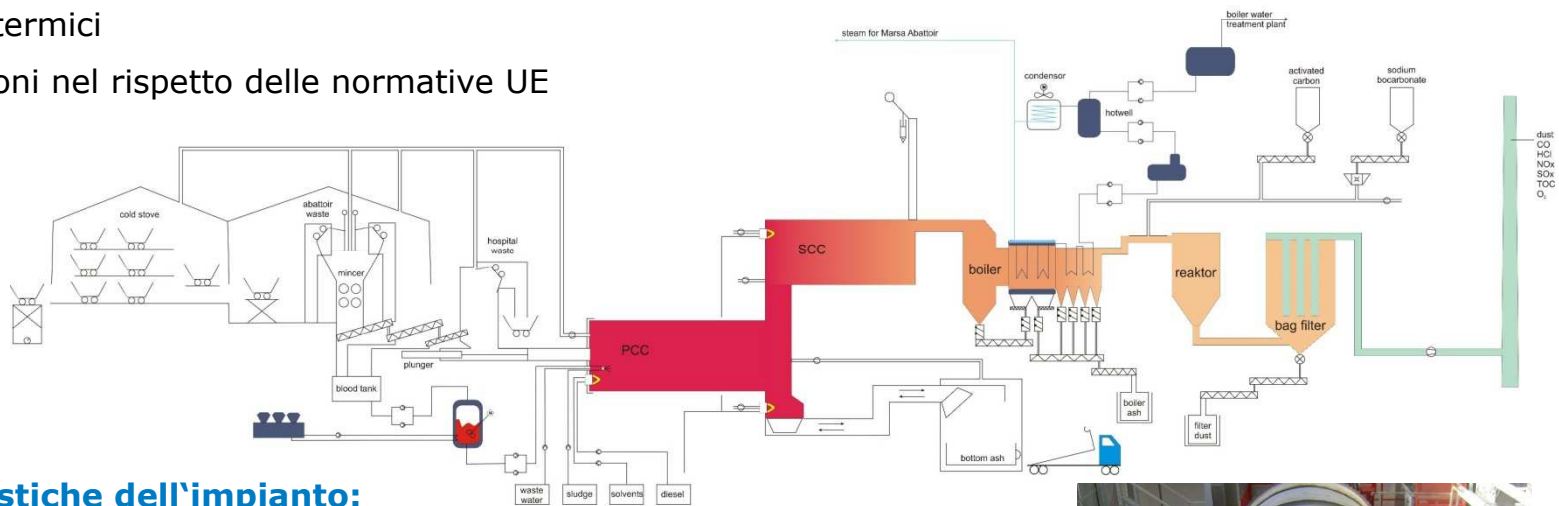 termici
oni nel rispetto delle normative UE
boiler water
treatment plant
steam for Marsa Abattoir
condensor
hotwell
activated
carbon
sodium
bocarbonate
dust
CO
HCl
NOx
SOx
TOC
O₂
cold stove
abattoir
waste
mincer
hospital
waste
plunger
blood tank
PCC
SCC
boiler
reaktor
bag filter
boiler
ash
filter
dust
bottom ash
waste
water
sludge
solvents
diesel
stiche dell'impianto: